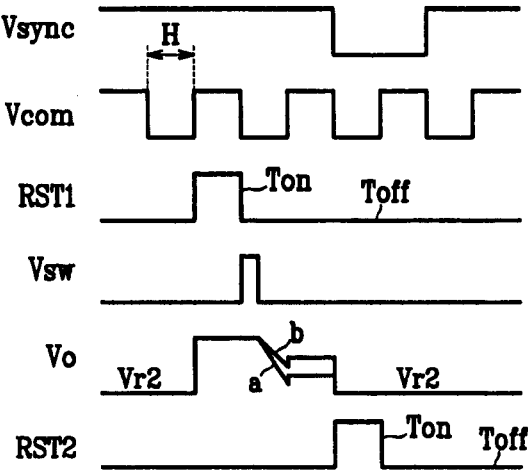 Vsync
H
Vcom
RST1
Ton
Toff
Vsw
Vo
b
Vr2
a
Vr2
RST2
Ton
Toff